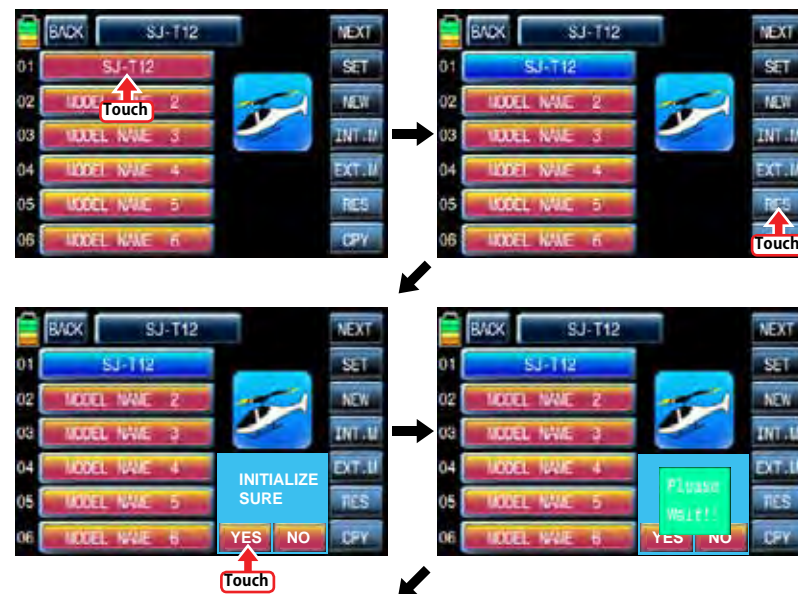 BACK SJ-T12 NEXT
01 SJ-T12 SET
02 MODEL NAME 2 NEW
Touch
03 MODEL NAME 3 INT.M
04 MODEL NAME 4 EXT.M
05 MODEL NAME 5 RES
06 MODEL NAME 6 CPY
BACK SJ-T12 NEXT
01 SJ-T12 SET
02 MODEL NAME 2 NEW
03 MODEL NAME 3 INT.M
04 MODEL NAME 4 EXT.M
05 MODEL NAME 5 RES
06 MODEL NAME 6
Touch
BACK SJ-T12 NEXT
01 SJ-T12 SET
02 MODEL NAME 2 NEW
03 MODEL NAME 3 INT.M
04 MODEL NAME 4 EXT.M
INITIALIZE
SURE
05 MODEL NAME 5 RES
06 MODEL NAME 6 YES NO CPY
Touch
BACK SJ-T12 NEXT
01 SJ-T12 SET
02 MODEL NAME 2 NEW
03 MODEL NAME 3 INT.M
04 MODEL NAME 4 EXT.M
Please
05 MODEL NAME 5 RES
Wait!!
06 MODEL NAME 6 YES NO CPY